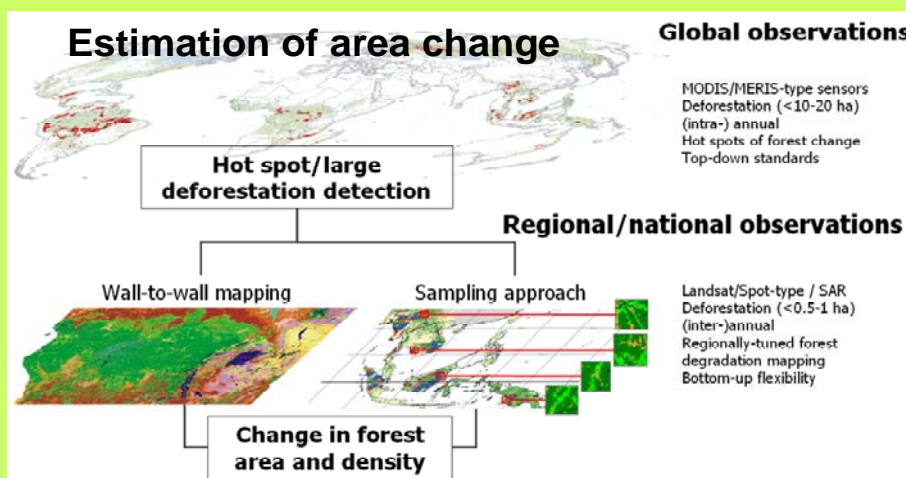 Estimation of area change
Global observations
MODIS/MERIS-type sensors
Deforestation (<10-20 ha)
(intra-) annual
Hot spots of forest change
Top-down standards
Hot spot/large
deforestation detection
Regional/national observations
Wall-to-wall mapping
Sampling approach
Landsat/Spot-type / SAR
Deforestation (<0.5-1 ha)
(inter-)annual
Regionally-tuned forest
degradation mapping
Bottom-up flexibility
Change in forest
area and density